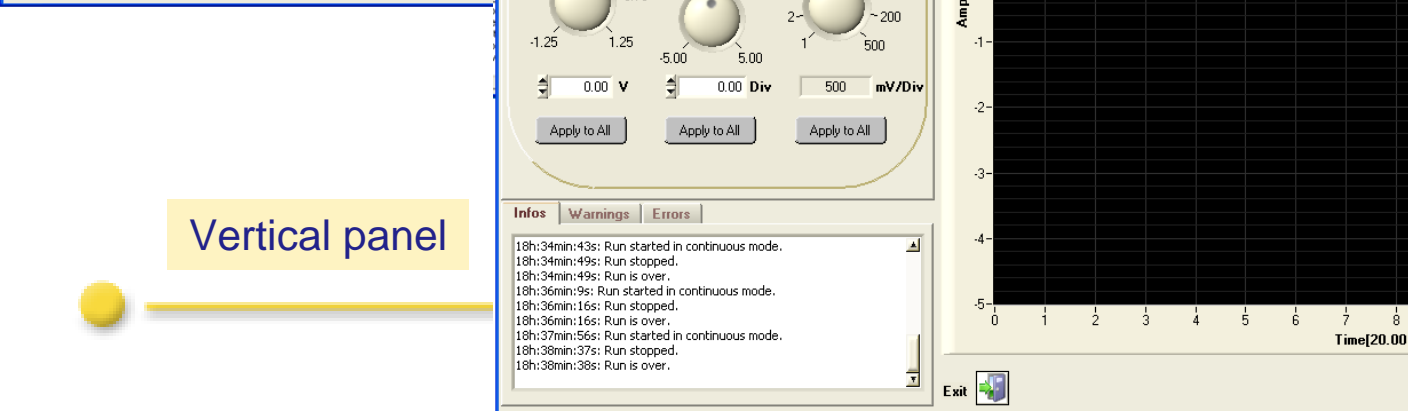 Vertical panel
-1.25 1.25
-5.00 5.00
2 200
1 500
0.00 V
0.00 Div
500 mV/Div
Apply to All
Apply to All
Apply to All
Infos Warnings Errors
18h:34min:43s: Run started in continuous mode.
18h:34min:49s: Run stopped.
18h:34min:49s: Run is over.
18h:36min:9s: Run started in continuous mode.
18h:36min:16s: Run stopped.
18h:36min:16s: Run is over.
18h:37min:56s: Run started in continuous mode.
18h:38min:37s: Run stopped.
18h:38min:38s: Run is over.
Amp
-1
-2
-3
-4
-5
0 1 2 3 4 5 6 7 8
Time[20.00
Exit